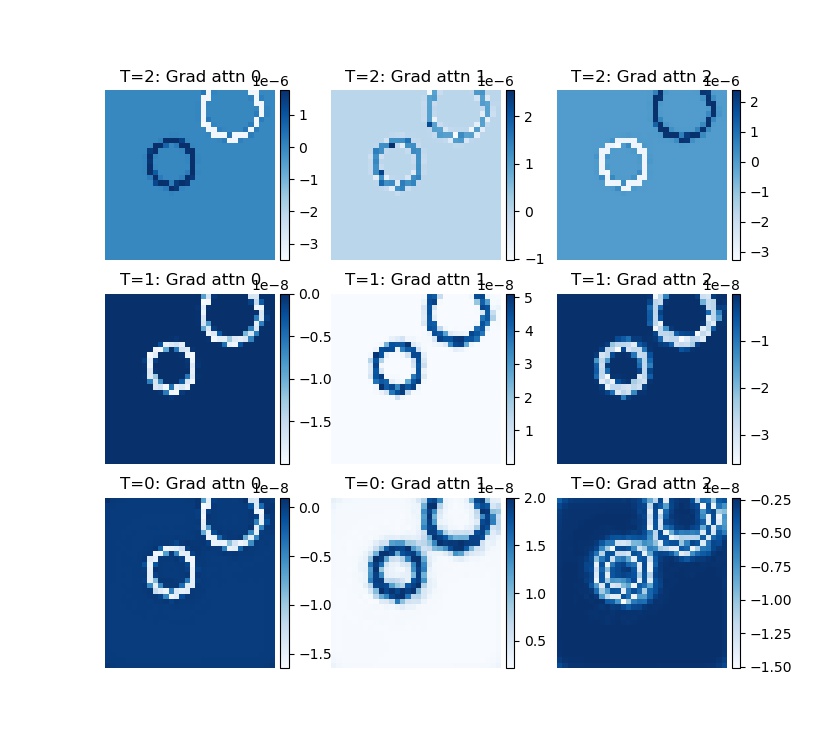 T=2: Grad attn 0
1e−6
1
0
−1
−2
−3
T=2: Grad attn 1
1e−6
2
1
0
−1
T=2: Grad attn 2
1e−6
2
1
0
−1
−2
−3
T=1: Grad attn 0
1e−8
0.0
−0.5
−1.0
−1.5
T=1: Grad attn 1
1e−8
5
4
3
2
1
T=1: Grad attn 2
1e−8
−1
−2
−3
T=0: Grad attn 0
1e−8
0.0
−0.5
−1.0
−1.5
T=0: Grad attn 1
1e−8
2.0
1.5
1.0
0.5
T=0: Grad attn 2
1e−8
−0.25
−0.50
−0.75
−1.00
−1.25
−1.50